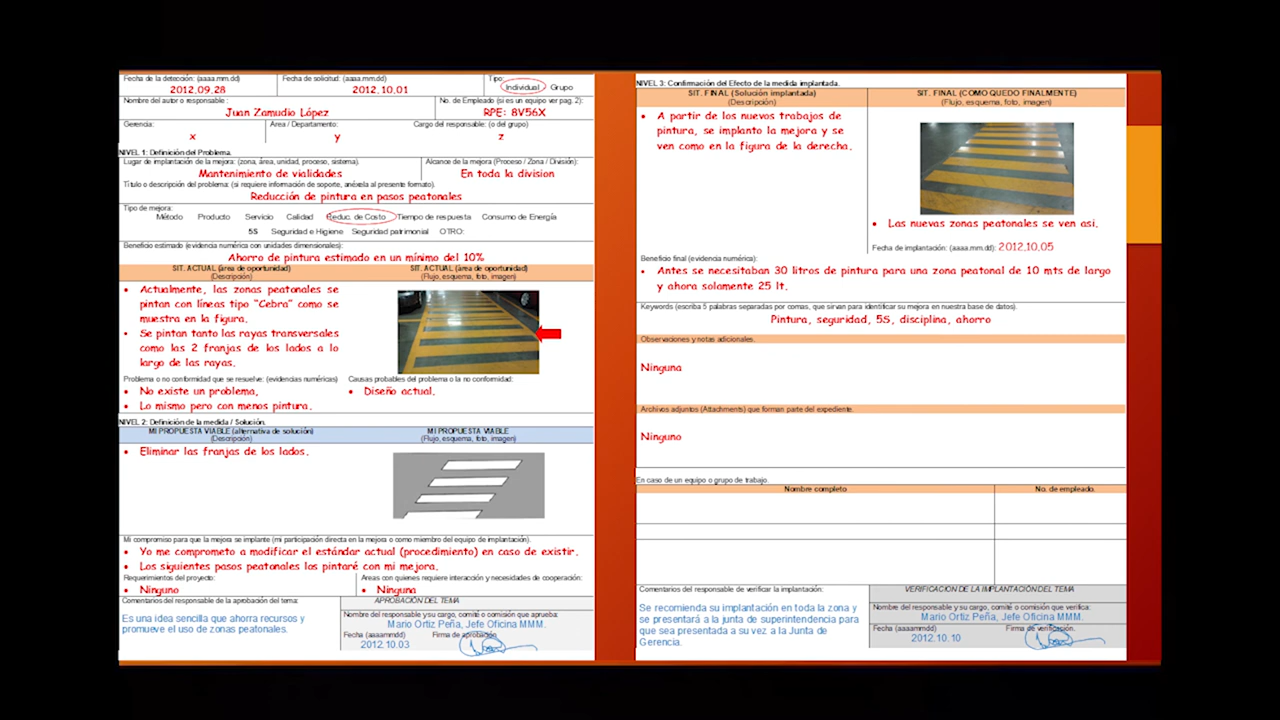 Fecha de la detección: (aaaa.mm.dd)
2012.09.28
Fecha de solicitud: (aaaa.mm.dd)
2012.10.01
Tipo:
Individual Grupo
Nombre del autor o responsable :
Juan Zamudio López
No. de Empleado (si es un equipo ver pag. 2):
RPE: 8V56X
Gerencia:
x
Area / Departamento:
y
Cargo del responsable: (o del grupo)
z
NIVEL 1: Definición del Problema.
Lugar de implantación de la mejora: (zona, área, unidad, proceso, sistema).
Mantenimiento de vialidades
Alcance de la mejora (Proceso / Zona / División):
En toda la division
Título o descripción del problema: (si requiere información de soporte, anéxela al presente formato).
Reducción de pintura en pasos peatonales
Tipo de mejora:
Método Producto Servicio Calidad Reduc. de Costo Tiempo de respuesta Consumo de Energía
5S Seguridad e Higiene Seguridad patrimonial OTRO:
Beneficio estimado (evidencia numérica con unidades dimensionales):
Ahorro de pintura estimado en un mínimo del 10%
SIT. ACTUAL (área de oportunidad)
(Descripción)
SIT. ACTUAL (área de oportunidad)
(Flujo, esquema, foto, imagen)
• Actualmente, las zonas peatonales se
pintan con líneas tipo "Cebra" como se
muestra en la figura.
• Se pintan tanto las rayas transversales
como las 2 franjas de los lados a lo
largo de las rayas.
Problema o no conformidad que se resuelve: (evidencias numéricas)
• No existe un problema,
• Lo mismo pero con menos pintura.
Causas probables del problema o la no conformidad:
• Diseño actual.
NIVEL 2: Definición de la medida / Solución.
MI PROPUESTA VIABLE (alternativa de solución)
(Descripción)
MI PROPUESTA VIABLE
(Flujo, esquema, foto, imagen)
• Eliminar las franjas de los lados.
Mi compromiso para que la mejora se implante (mi participación directa en la mejora o como miembro del equipo de implantación).
• Yo me comprometo a modificar el estándar actual (procedimiento) en caso de existir.
• Los siguientes pasos peatonales los pintaré con mi mejora.
Requerimientos del proyecto:
• Ninguno
Areas con quienes requiere interacción y necesidades de cooperación:
• Ninguna
Comentarios del responsable de la aprobación del tema:
Es una idea sencilla que ahorra recursos y
promueve el uso de zonas peatonales.
APROBACIÓN DEL TEMA
Nombre del responsable y su cargo, comité o comisión que aprueba:
Mario Ortiz Peña, Jefe Oficina MMM.
Fecha (aaaammdd) Firma de aprobación
2012.10.03
NIVEL 3: Confirmación del Efecto de la medida implantada.
SIT. FINAL (Solución implantada)
(Descripción)
SIT. FINAL (COMO QUEDO FINALMENTE)
(Flujo, esquema, foto, imagen)
• A partir de los nuevos trabajos de
pintura, se implanto la mejora y se
ven como en la figura de la derecha.
• Las nuevas zonas peatonales se ven asi.
Fecha de implantación: (aaaa.mm.dd): 2012.10.05
Beneficio final (evidencia numérica):
• Antes se necesitaban 30 litros de pintura para una zona peatonal de 10 mts de largo
y ahora solamente 25 lt.
Keywords (escriba 5 palabras separadas por comas, que sirvan para identificar su mejora en nuestra base de datos).
Pintura, seguridad, 5S, disciplina, ahorro
Observaciones y notas adicionales.
Ninguna
Archivos adjuntos (Attachments) que forman parte del expediente.
Ninguno
En caso de un equipo o grupo de trabajo.
Nombre completo No. de empleado.
Comentarios del responsable de verificar la implantación:
Se recomienda su implantación en toda la zona y
se presentará a la junta de superintendencia para
que sea presentada a su vez a la Junta de
Gerencia.
VERIFICACION DE LA IMPLANTACIÓN DEL TEMA
Nombre del responsable y su cargo, comité o comisión que verifica:
Mario Ortiz Peña, Jefe Oficina MMM.
Fecha (aaaammdd) Firma de verificación.
2012.10.10